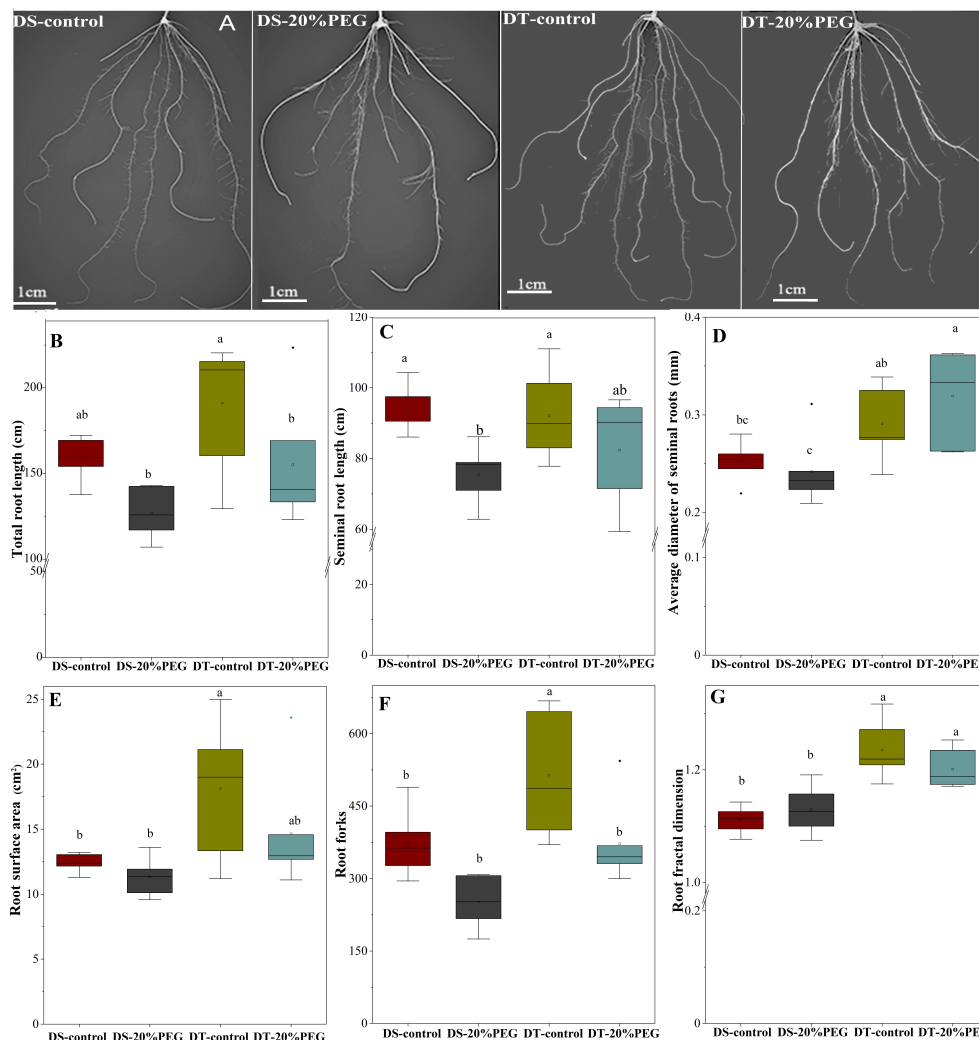 DS-control A DS-20%PEG DT-control DT-20%PEG
1cm 1cm 1cm 1cm
B
Total root length (cm)
200
150
100
50
0
ab
b
a
b
DS-control DS-20%PEG DT-control DT-20%PEG
C
Seminal root length (cm)
120
100
80
60
20
0
a
b
a
ab
DS-control DS-20%PEG DT-control DT-20%PEG
D
Average diameter of seminal roots (mm)
0.4
0.3
0.2
0.1
0
bc
c
ab
a
DS-control DS-20%PEG DT-control DT-20%PE
E
Root surface area (cm²)
25
20
15
10
5
0
b
b
a
ab
DS-control DS-20%PEG DT-control DT-20%PEG
F
Root forks
600
450
300
150
0
b
b
a
b
DS-control DS-20%PEG DT-control DT-20%PEG
G
Root fractal dimension
1.2
1.0
0.2
0
b
b
a
a
DS-control DS-20%PEG DT-control DT-20%PE